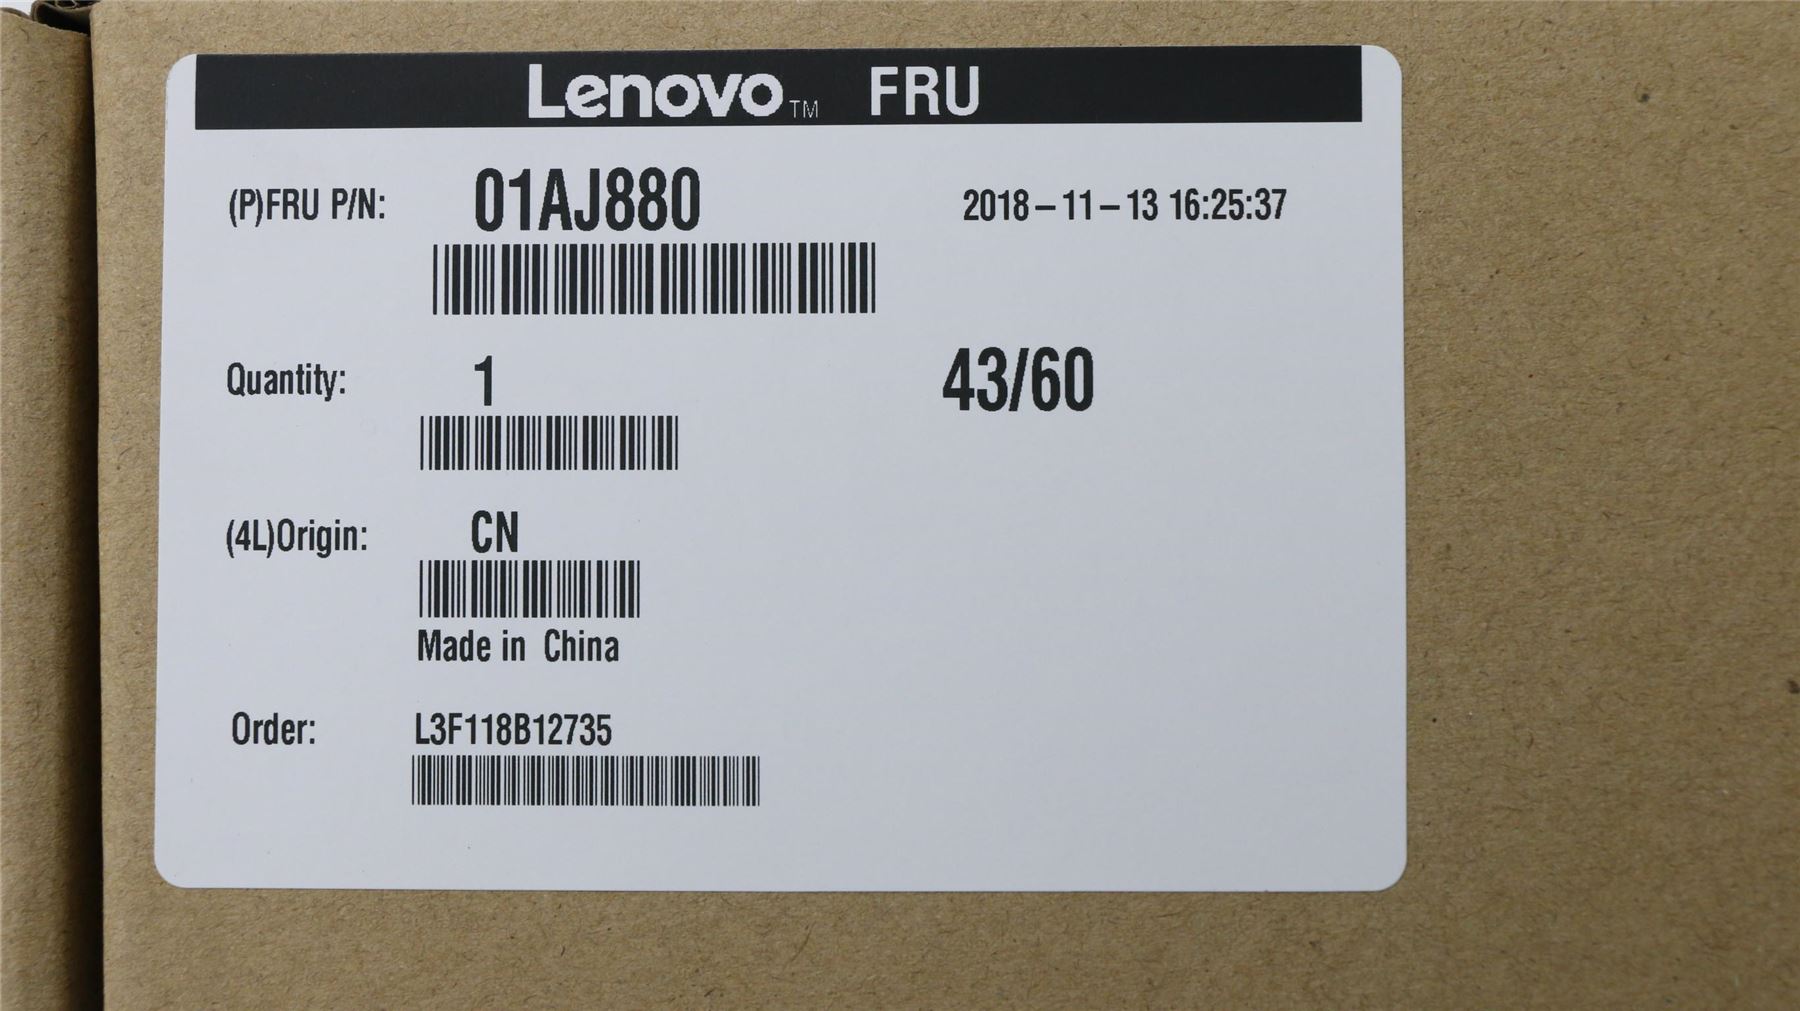 Lenovo™ FRU
(P)FRU P/N: 01AJ880 2018-11-13 16:25:37
Quantity: 1 43/60
(4L)Origin: CN
Made in China
Order: L3F118B12735